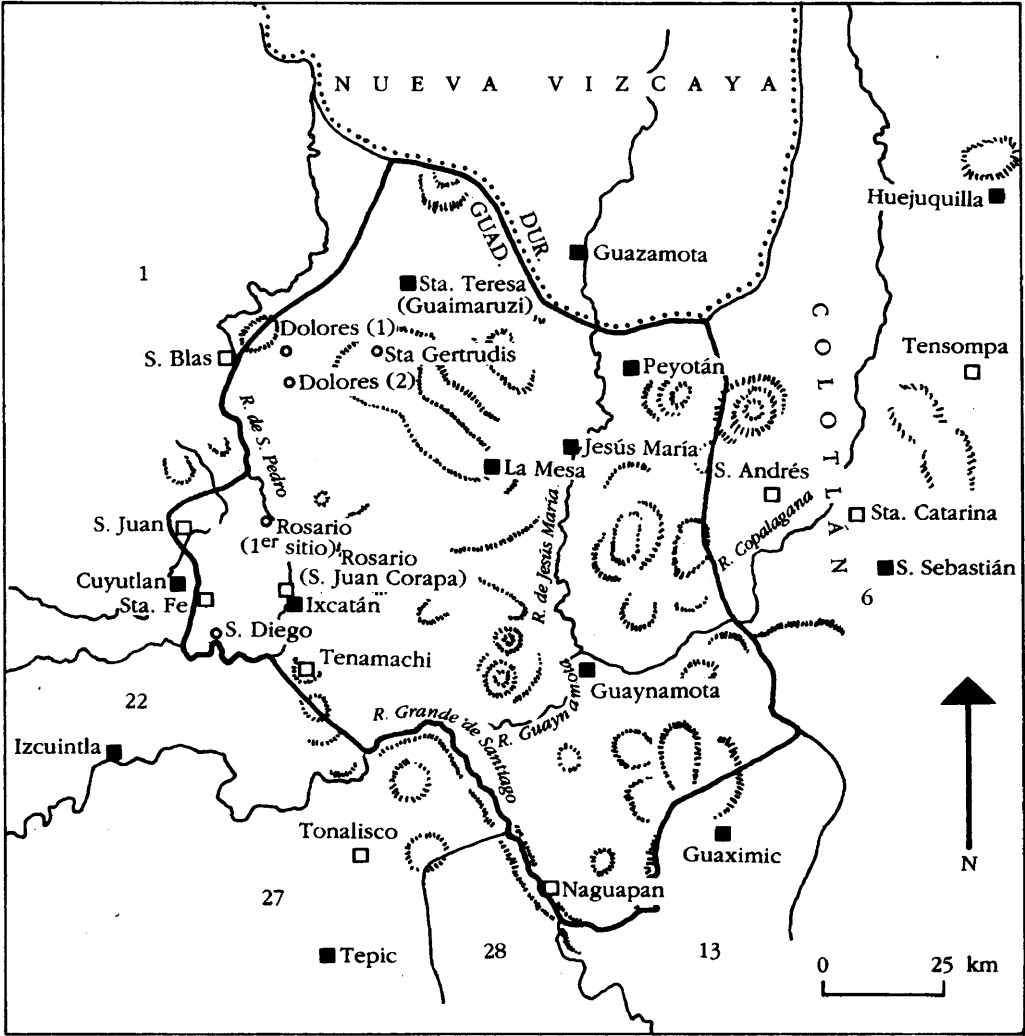 NUEVA VIZCAYA
Huejuquilla
GUAD.
DUR.
Guazamota
1
Sta. Teresa
(Guaimaruzi)
COLOTLÁN
Dolores (1)
S. Blas
Sta Gertrudis
Tensompa
Peyotán
Dolores (2)
R. de S. Pedro
Jesús María
La Mesa
S. Andrés
S. Juan
Rosario
(1er sitio)
Sta. Catarina
R. de Jesús María
R. Copalagana
Rosario
(S. Juan Corapa)
Cuyutlan
S. Sebastián
Sta. Fe
Ixcatán
6
S. Diego
Tenamachi
Guaynamota
22
R. Grande de Santiago
R. Guaynamota
Izcuintla
Tonalisco
Guaximic
N
27
Naguapan
Tepic
28
13
0 25 km